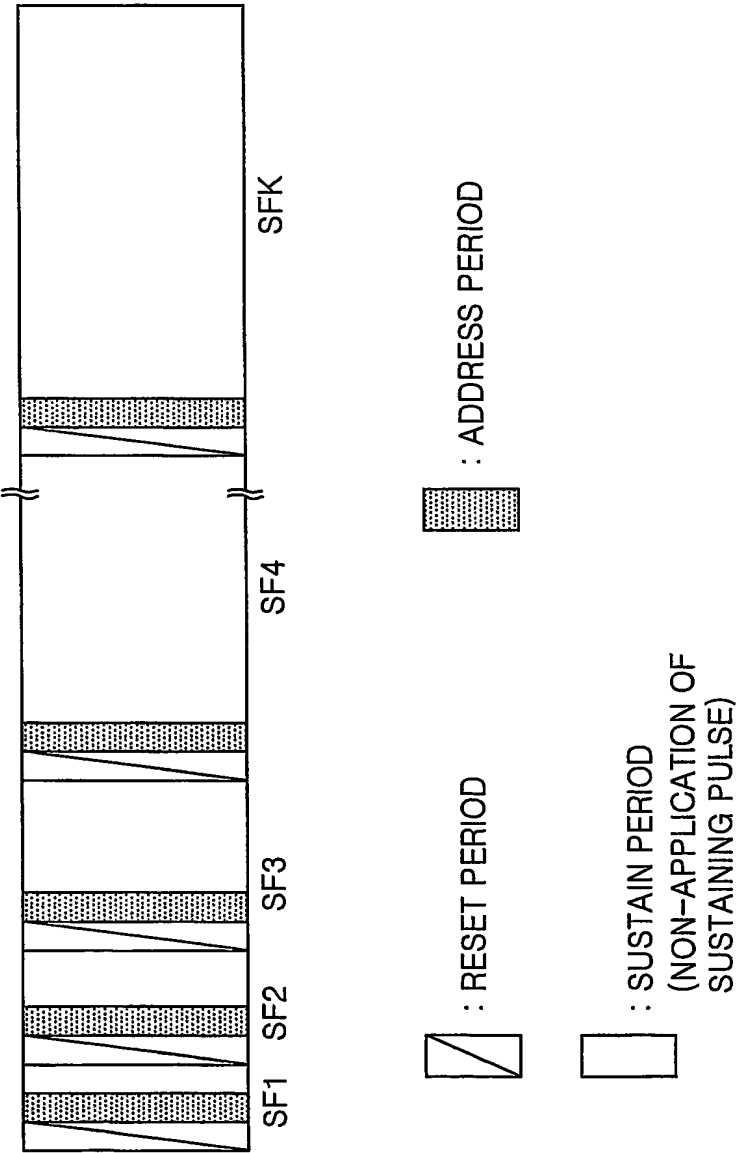 SF1
SF2
SF3
SF4
SFK
: RESET PERIOD
: ADDRESS PERIOD
: SUSTAIN PERIOD
(NON-APPLICATION OF
SUSTAINING PULSE)